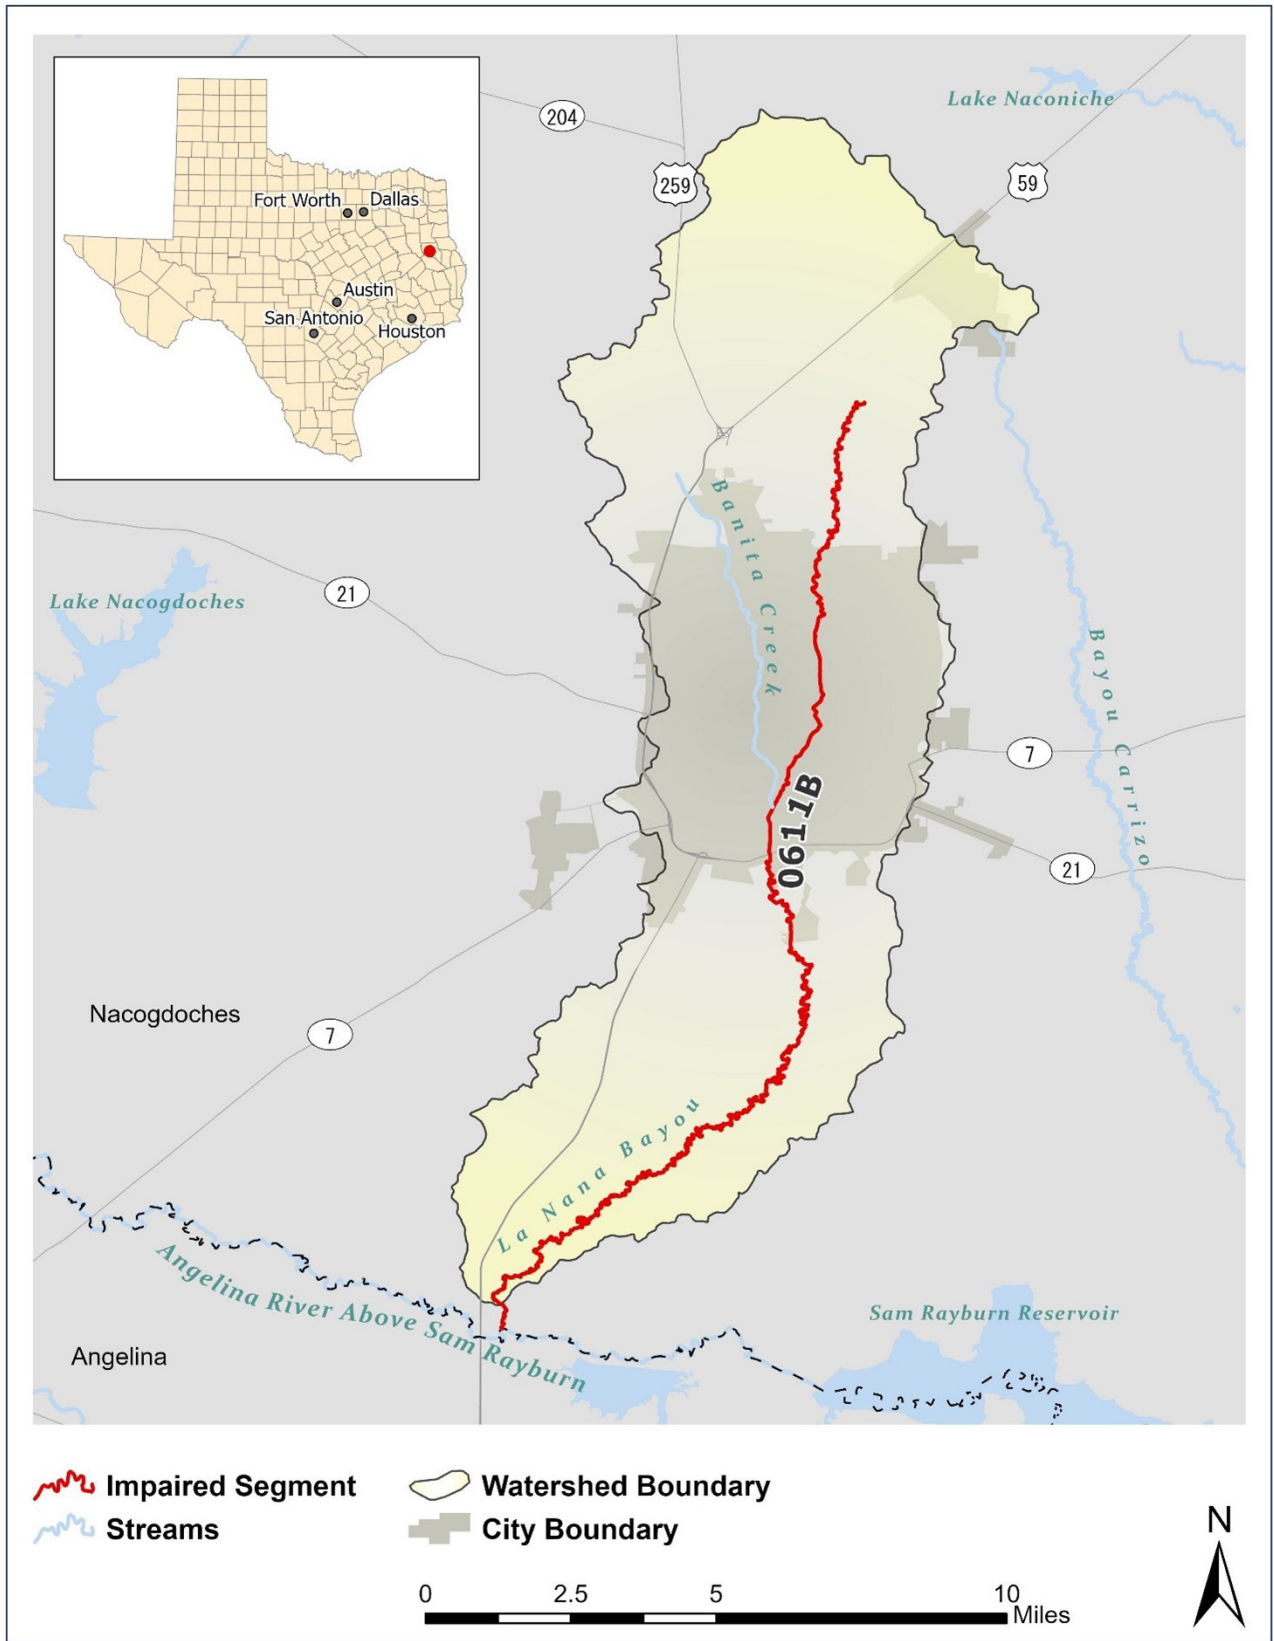 Lake Naconiche
204
259
59
Fort Worth
Dallas
Austin
San Antonio
Houston
Banita Creek
Lake Nacogdoches
21
Bayou Carrizo
7
0611B
21
Nacogdoches
7
La Nana Bayou
Angelina River Above Sam Rayburn
Sam Rayburn Reservoir
Angelina
Impaired Segment
Watershed Boundary
Streams
City Boundary
N
0 2.5 5 10
Miles